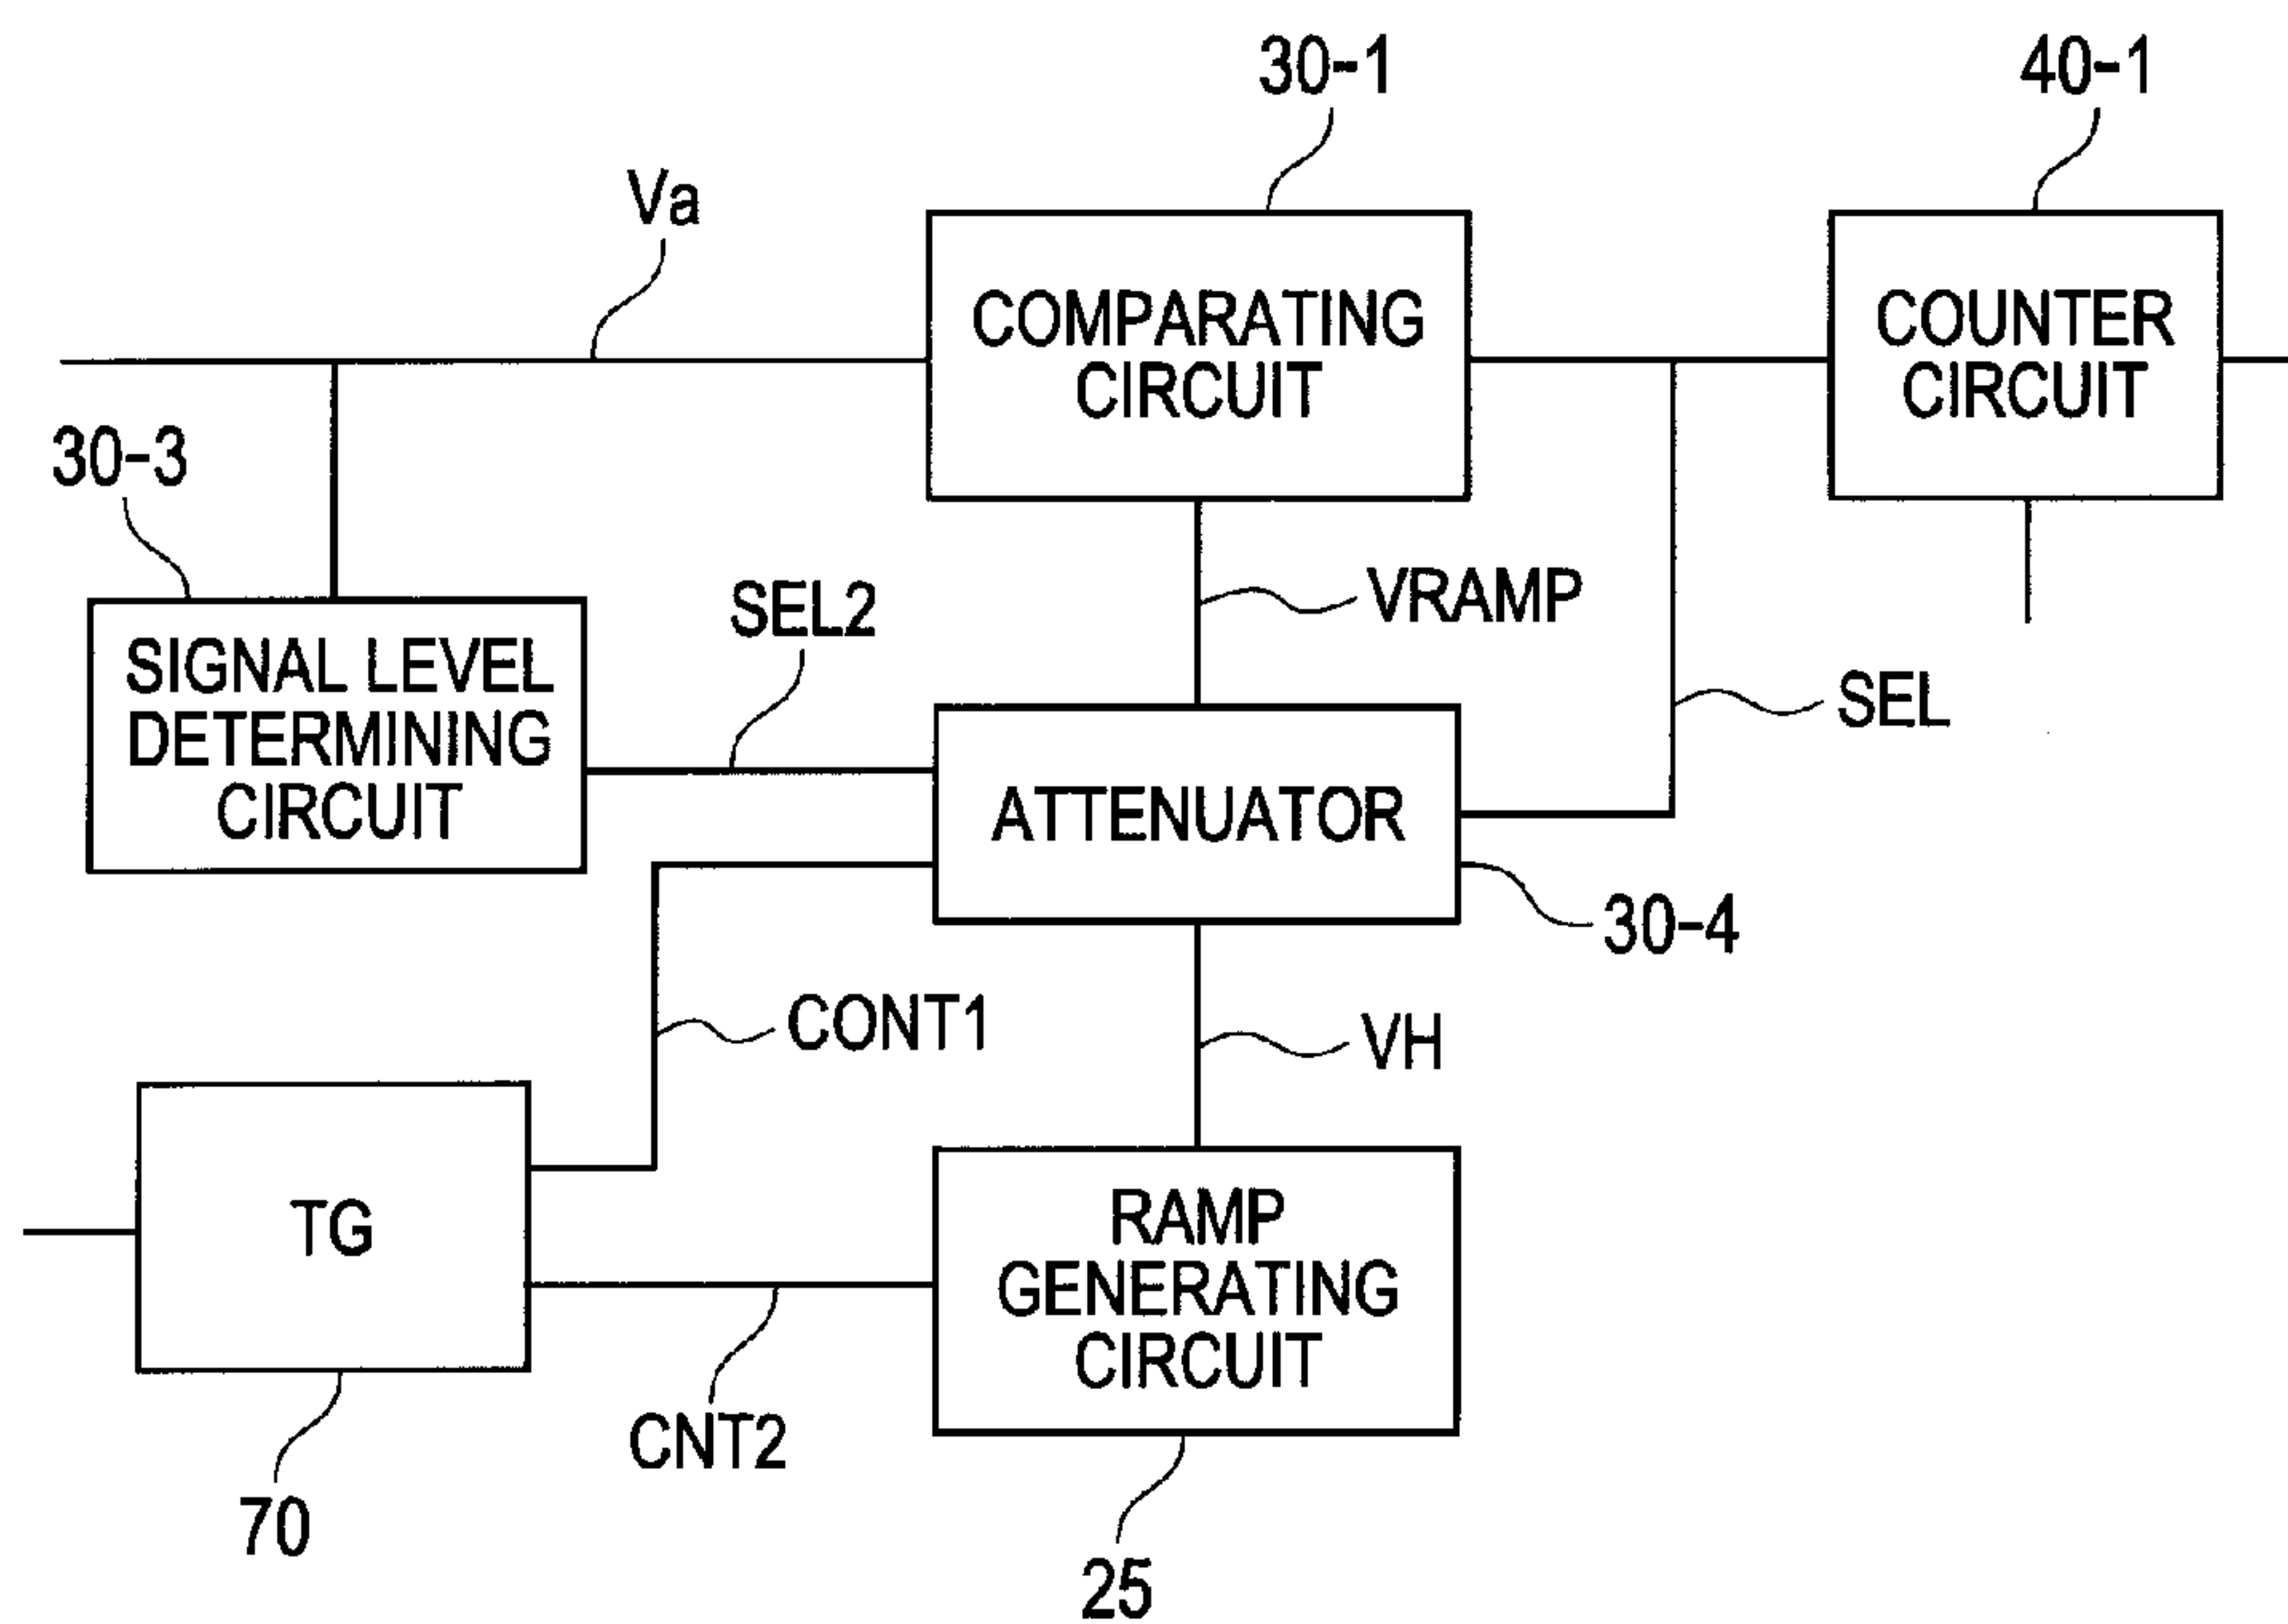 30-1
40-1
Va
COMPARATING
CIRCUIT
COUNTER
CIRCUIT
30-3
SEL2
VRAMP
SIGNAL LEVEL
DETERMINING
CIRCUIT
SEL
ATTENUATOR
30-4
CONT1
VH
TG
RAMP
GENERATING
CIRCUIT
CNT2
70
25